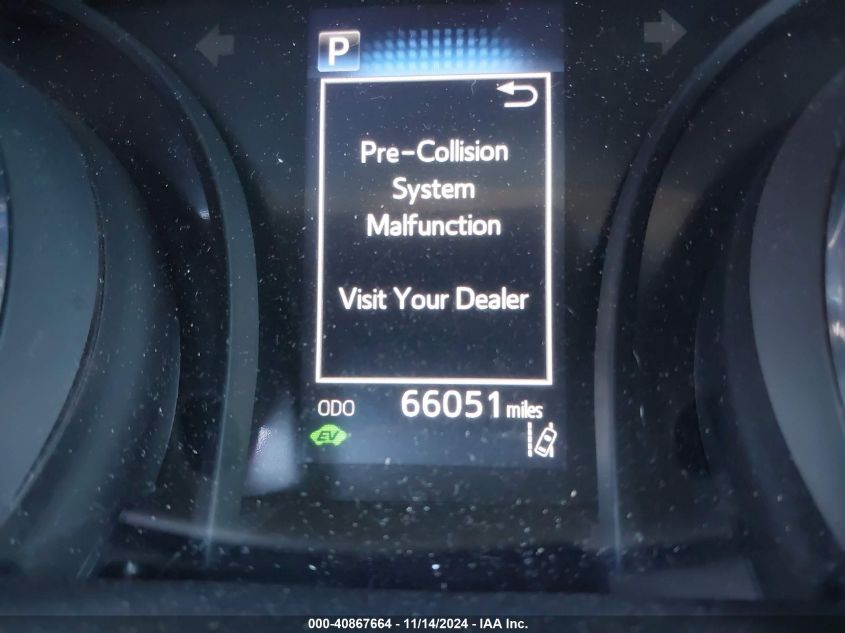 P
Pre-Collision
System
Malfunction
Visit Your Dealer
ODO 66051 miles
EV
000-40867664 - 11/14/2024 - IAA Inc.